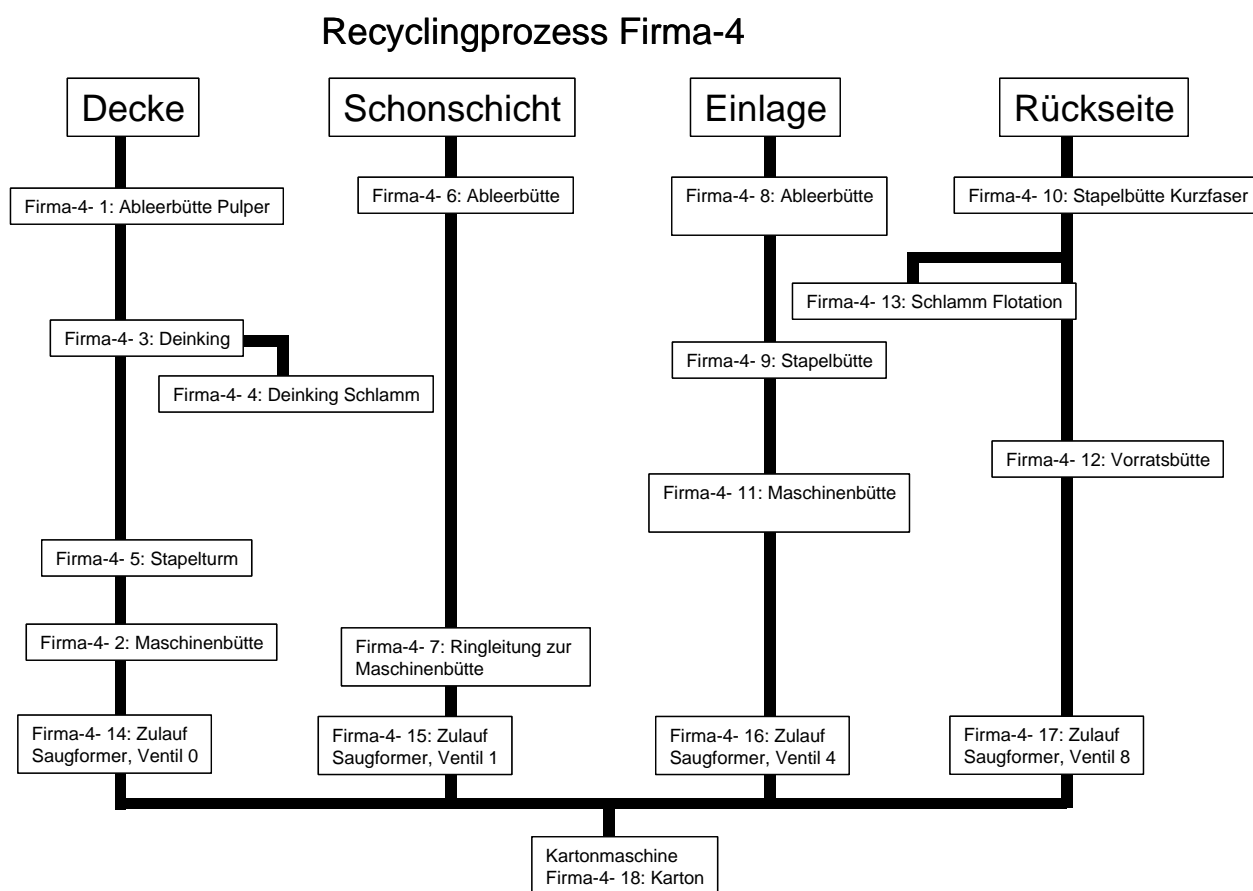 Recyclingprozess Firma-4
Decke
Schonschicht
Einlage
Rückseite
Firma-4- 1: Ableerbütte Pulper
Firma-4- 6: Ableerbütte
Firma-4- 8: Ableerbütte
Firma-4- 10: Stapelbütte Kurzfaser
Firma-4- 13: Schlamm Flotation
Firma-4- 3: Deinking
Firma-4- 9: Stapelbütte
Firma-4- 4: Deinking Schlamm
Firma-4- 12: Vorratsbütte
Firma-4- 11: Maschinenbütte
Firma-4- 5: Stapelturm
Firma-4- 2: Maschinenbütte
Firma-4- 7: Ringleitung zur
Maschinenbütte
Firma-4- 14: Zulauf
Saugformer, Ventil 0
Firma-4- 15: Zulauf
Saugformer, Ventil 1
Firma-4- 16: Zulauf
Saugformer, Ventil 4
Firma-4- 17: Zulauf
Saugformer, Ventil 8
Kartonmaschine
Firma-4- 18: Karton